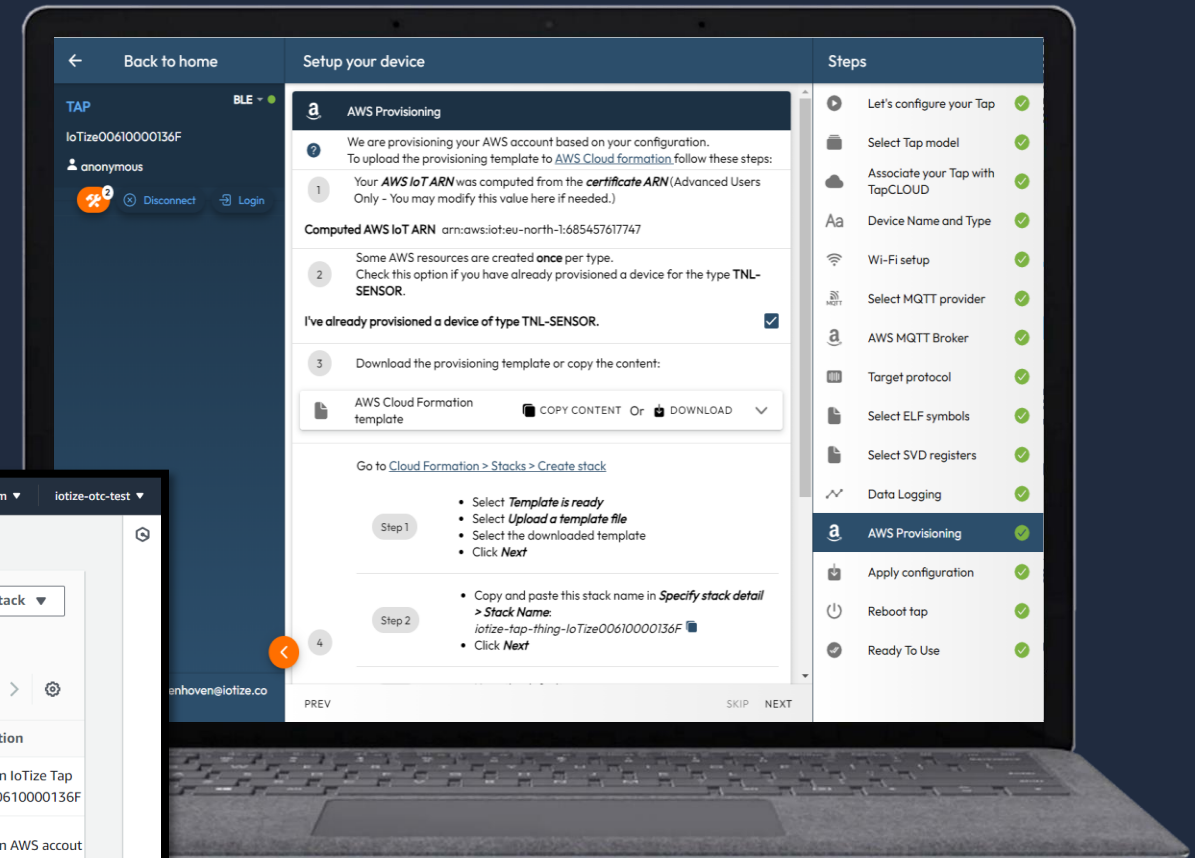 Back to home
Setup your device
Steps
TAP
BLE
IoTize00610000136F
anonymous
2
Disconnect
Login
enhoven@iotize.co
a
AWS Provisioning
We are provisioning your AWS account based on your configuration.
To upload the provisioning template to AWS Cloud formation follow these steps:
1
Your AWS IoT ARN was computed from the certificate ARN (Advanced Users
Only - You may modify this value here if needed.)
Computed AWS IoT ARN arn:aws:iot:eu-north-1:685457617747
2
Some AWS resources are created once per type.
Check this option if you have already provisioned a device for the type TNL-
SENSOR.
I've already provisioned a device of type TNL-SENSOR.
3
Download the provisioning template or copy the content:
AWS Cloud Formation
template
COPY CONTENT Or DOWNLOAD
4
Go to Cloud Formation > Stacks > Create stack
Step 1
• Select Template is ready
• Select Upload a template file
• Select the downloaded template
• Click Next
Step 2
• Copy and paste this stack name in Specify stack detail
> Stack Name:
iotize-tap-thing-IoTize00610000136F
• Click Next
PREV
SKIP NEXT
Let's configure your Tap
Select Tap model
Associate your Tap with
TapCLOUD
Aa Device Name and Type
Wi-Fi setup
MQTT Select MQTT provider
a AWS MQTT Broker
Target protocol
Select ELF symbols
Select SVD registers
Data Logging
a AWS Provisioning
Apply configuration
Reboot tap
Ready To Use
m ▼ iotize-otc-test ▼
tack ▼
tion
n IoTize Tap
0610000136F
n AWS accout